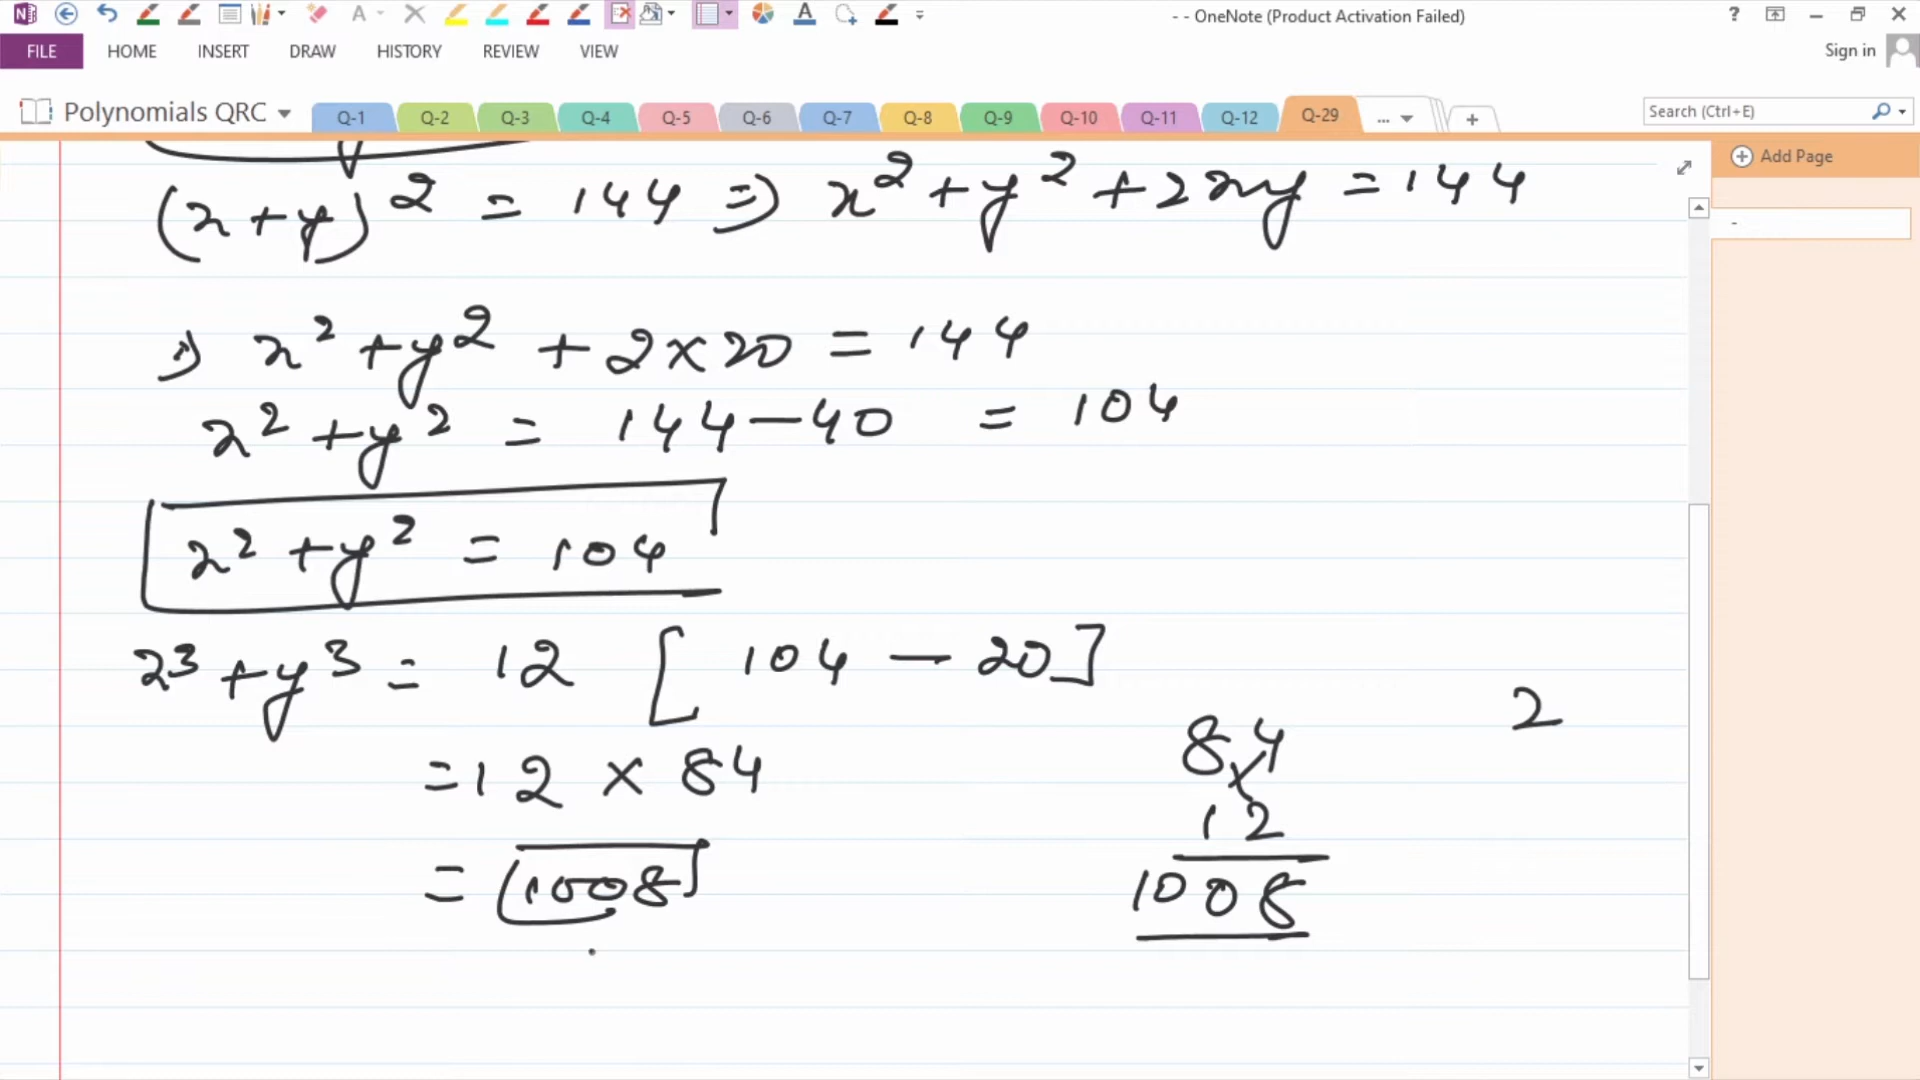 - - OneNote (Product Activation Failed)
?
FILE HOME INSERT DRAW HISTORY REVIEW VIEW
Sign in
Polynomials QRC
Q-1 Q-2 Q-3 Q-4 Q-5 Q-6 Q-7 Q-8 Q-9 Q-10 Q-11 Q-12 Q-29 ...
Search (Ctrl+E)
Add Page
-
(x+y)² = 144 ⇒ x² + y² + 2xy = 144
⇒ x² + y² + 2×20 = 144
x² + y² = 144 - 40 = 104
x² + y² = 104
x³ + y³ = 12 [104 - 20]
= 12 × 84
= 1008
2
84
12
1008